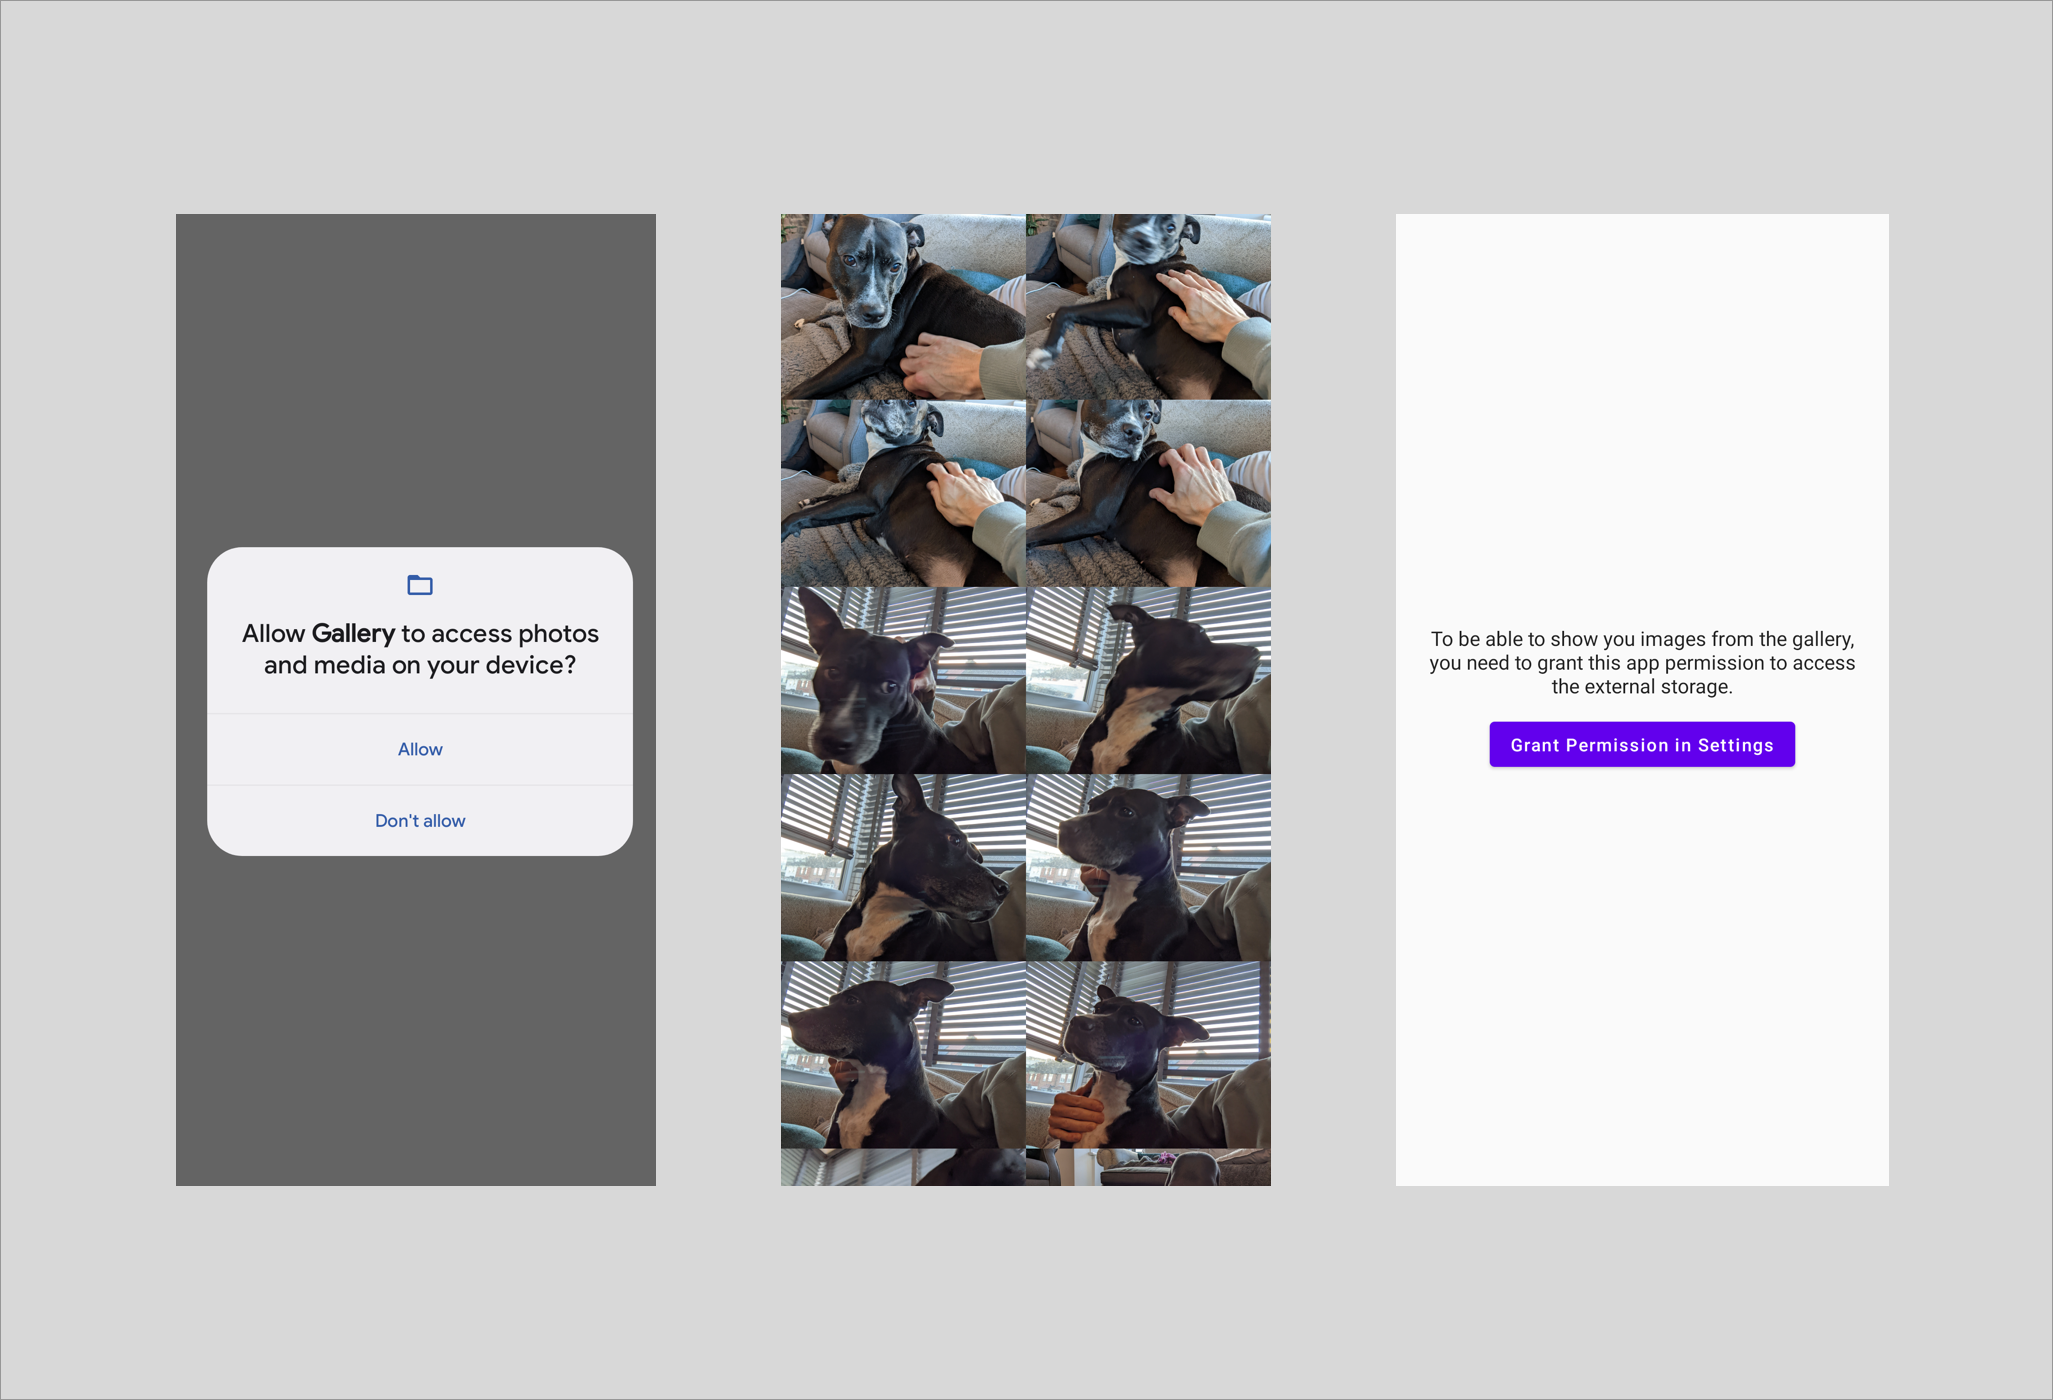 Allow Gallery to access photos
and media on your device?
Allow
Don't allow
To be able to show you images from the gallery,
you need to grant this app permission to access
the external storage.
Grant Permission in Settings